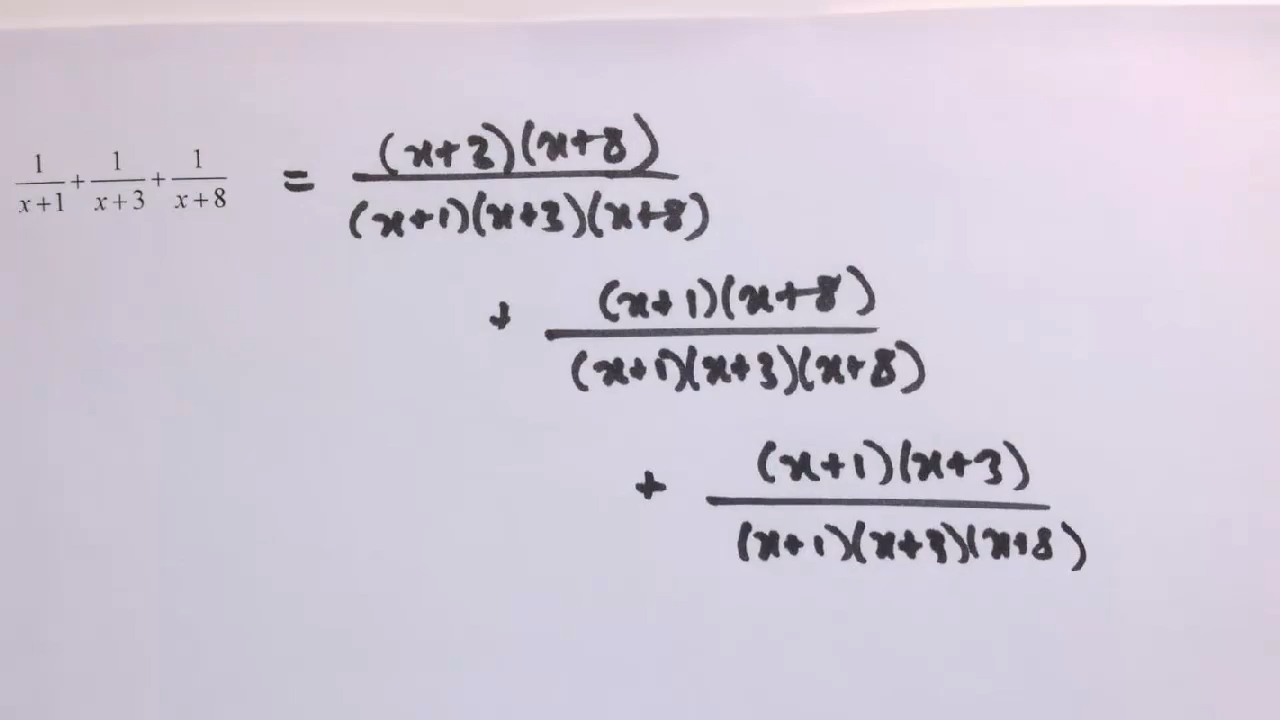 1/(x+1) + 1/(x+3) + 1/(x+8) = (x+3)(x+8)/(x+1)(x+3)(x+8)
+ (x+1)(x+8)/(x+1)(x+3)(x+8)
+ (x+1)(x+3)/(x+1)(x+3)(x+8)